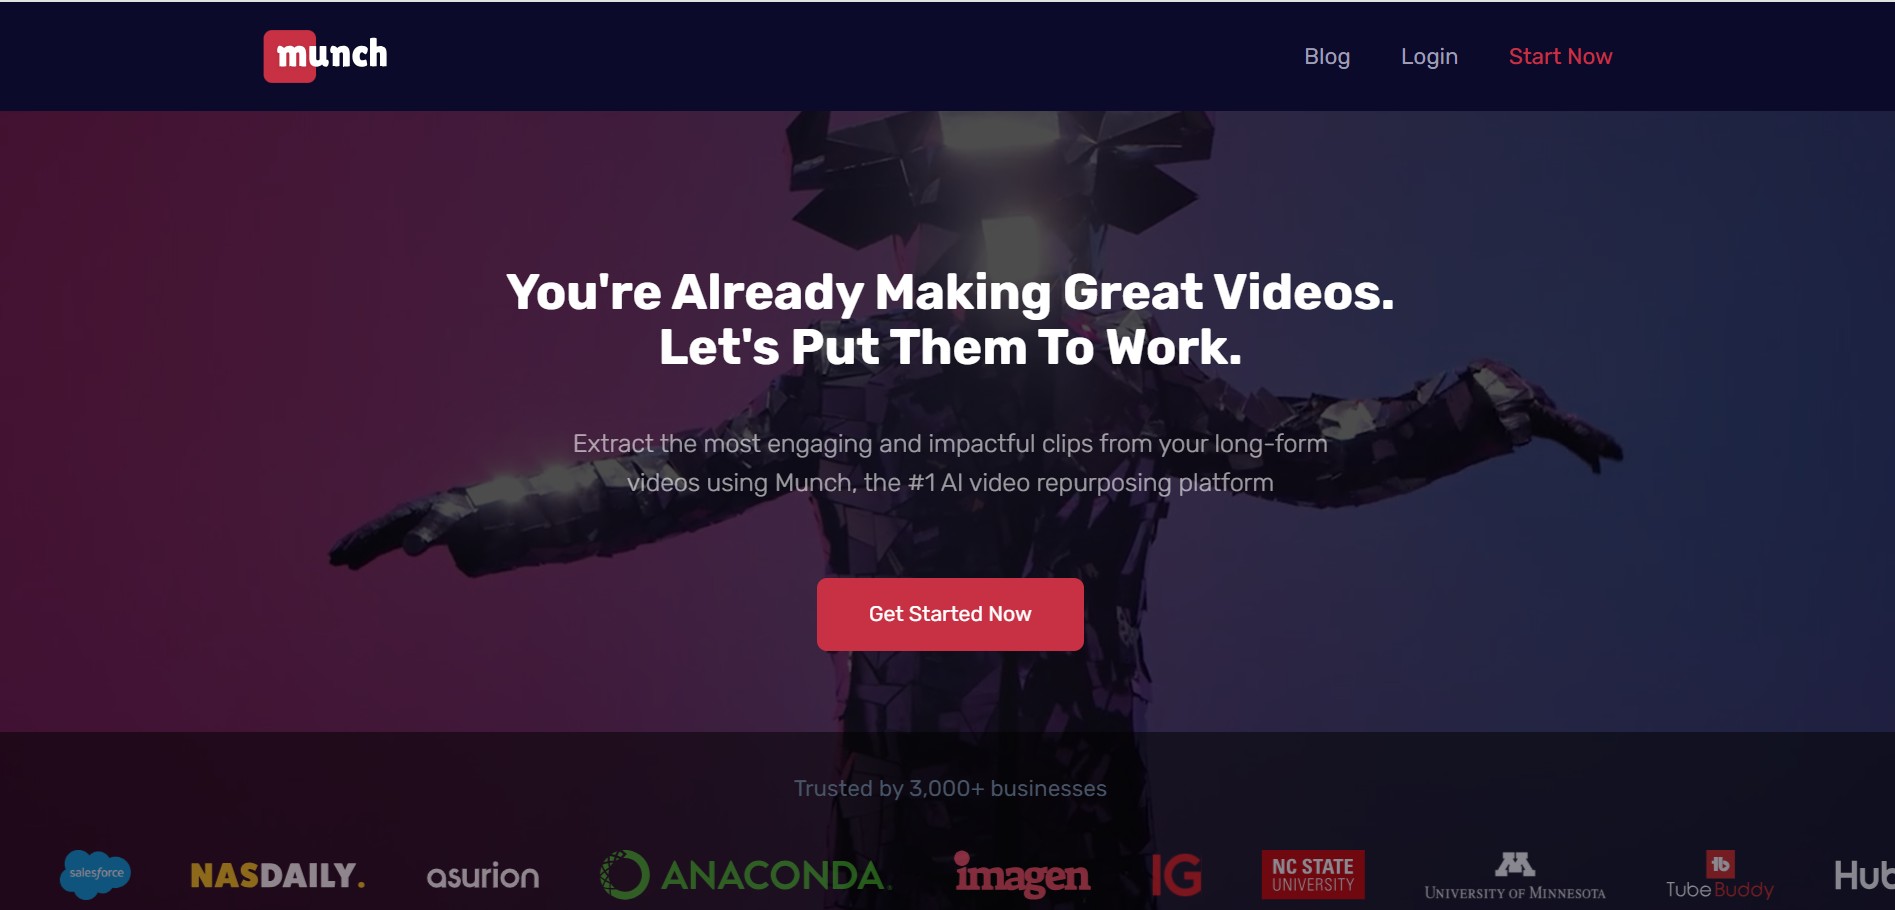 munch
Blog Login Start Now
You're Already Making Great Videos.
Let's Put Them To Work.
Extract the most engaging and impactful clips from your long-form
videos using Munch, the #1 AI video repurposing platform
Get Started Now
Trusted by 3,000+ businesses
salesforce
NASDAILY.
asurion
ANACONDA.
imagen
IG
NC STATE
UNIVERSITY
M
UNIVERSITY OF MINNESOTA
tb
TubeBuddy
Hub